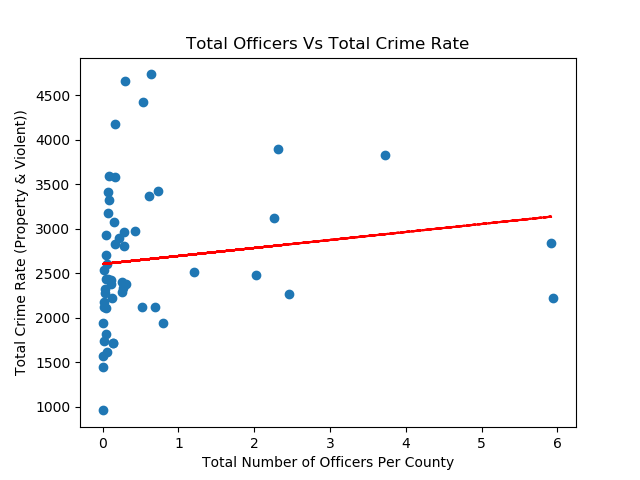 Total Officers Vs Total Crime Rate
Total Crime Rate (Property & Violent))
4500
4000
3500
3000
2500
2000
1500
1000
0 1 2 3 4 5 6
Total Number of Officers Per County